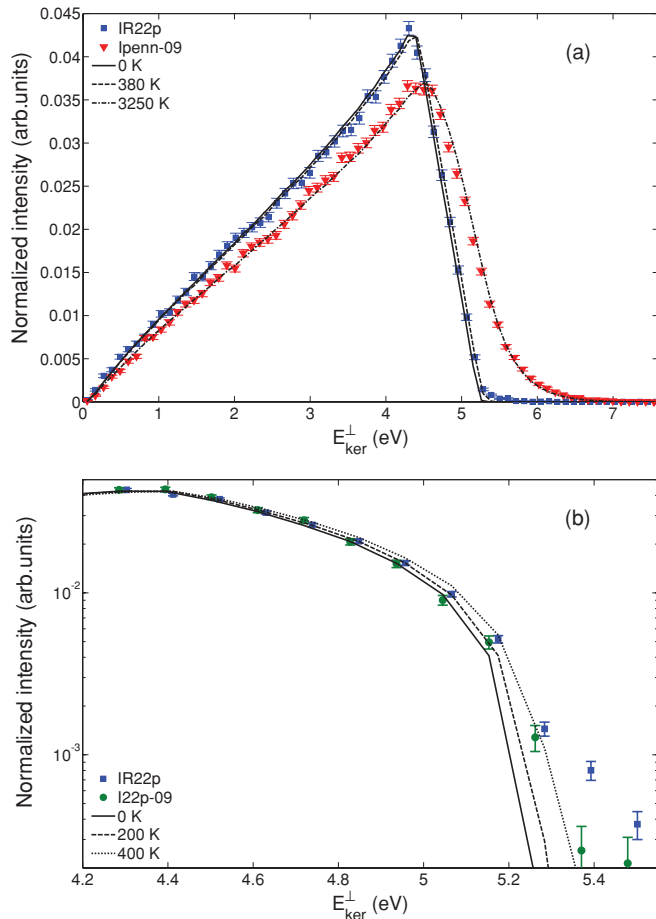 0.045
0.04
0.035
0.03
0.025
0.02
0.015
0.01
0.005
0
Normalized intensity (arb.units)
IR22p
Ipenn-09
0 K
380 K
3250 K
(a)
0 1 2 3 4 5 6 7
E⊥ker (eV)
(b)
10⁻²
10⁻³
Normalized intensity (arb.units)
IR22p
I22p-09
0 K
200 K
400 K
4.2 4.4 4.6 4.8 5 5.2 5.4
E⊥ker (eV)